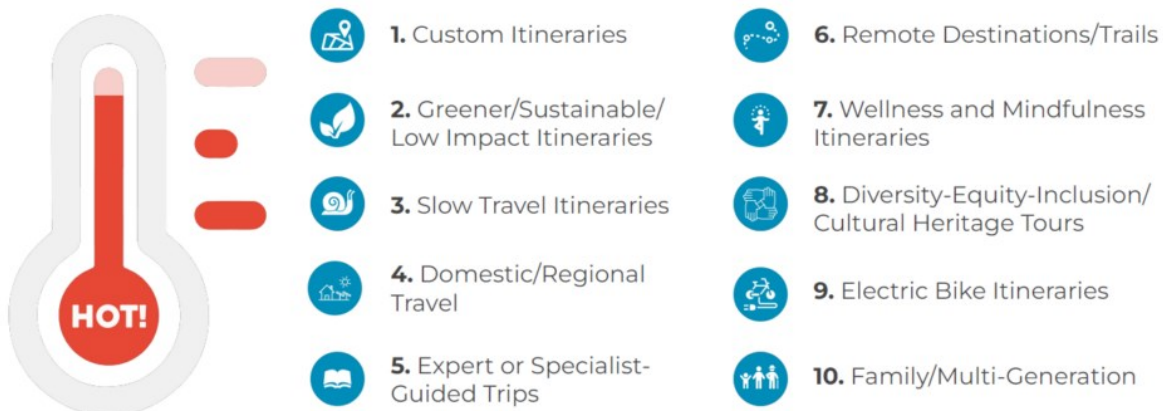 HOT!
1. Custom Itineraries
2. Greener/Sustainable/
Low Impact Itineraries
3. Slow Travel Itineraries
4. Domestic/Regional
Travel
5. Expert or Specialist-
Guided Trips
6. Remote Destinations/Trails
7. Wellness and Mindfulness
Itineraries
8. Diversity-Equity-Inclusion/
Cultural Heritage Tours
9. Electric Bike Itineraries
10. Family/Multi-Generation